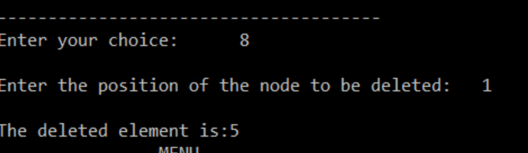 ---------------------------------------
Enter your choice: 8
Enter the position of the node to be deleted: 1
The deleted element is:5
MENU